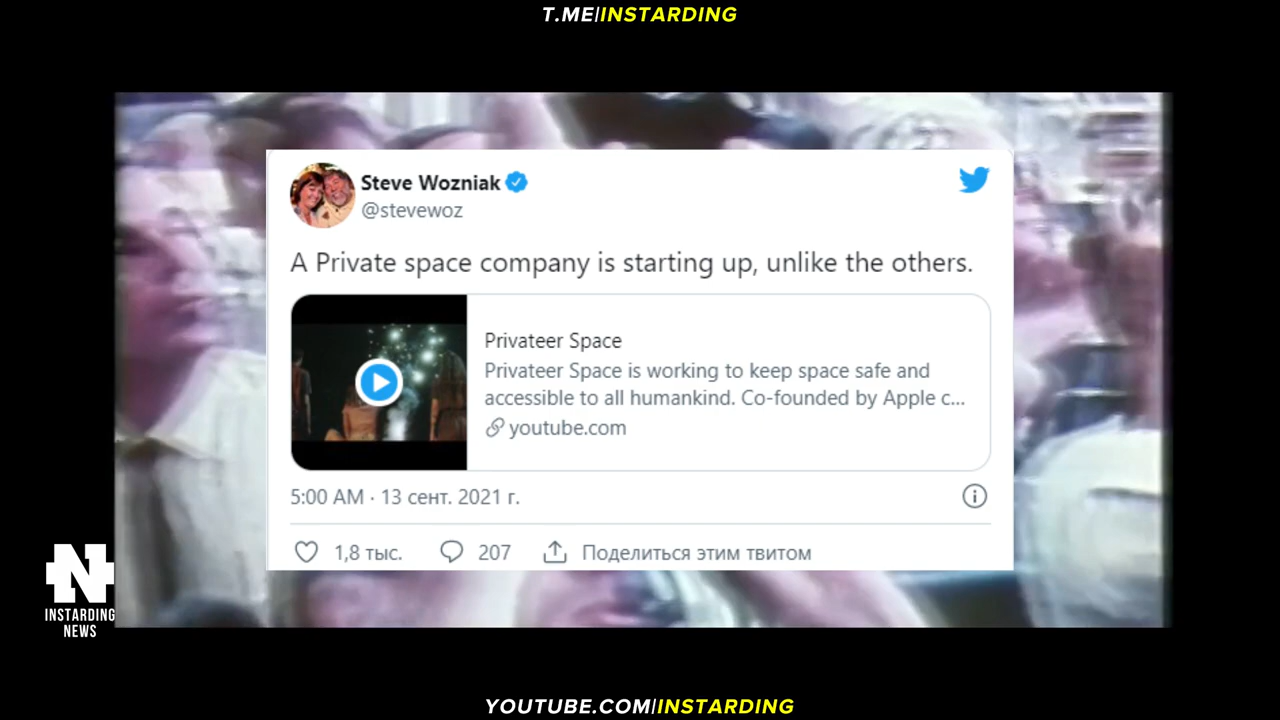 T.ME|INSTARDING
Steve Wozniak
@stevewoz
A Private space company is starting up, unlike the others.
Privateer Space
Privateer Space is working to keep space safe and
accessible to all humankind. Co-founded by Apple c...
youtube.com
5:00 AM · 13 сент. 2021 г.
1,8 тыс. 207 Поделиться этим твитом
N
INSTARDING
NEWS
YOUTUBE.COM|INSTARDING